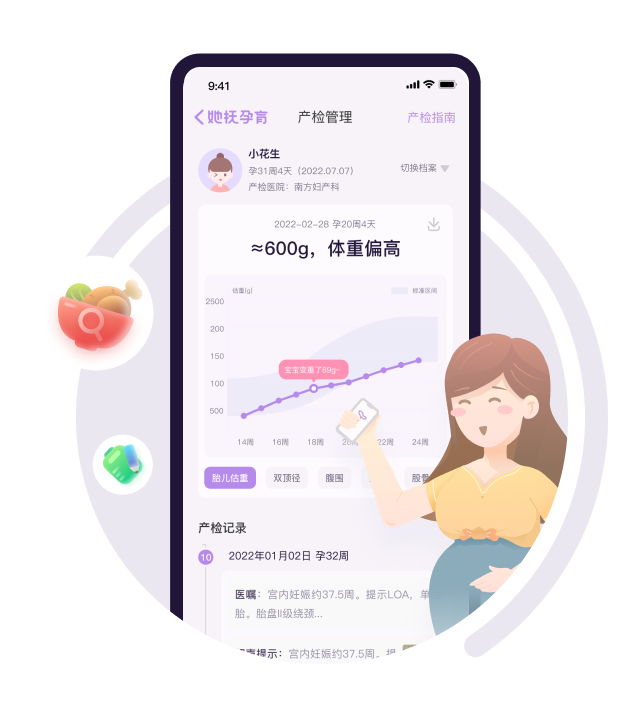 9:41
她妊孕育 产检管理 产检指南
小花生
孕31周4天（2022.07.07）
产检医院：南方妇产科
切换档案
2022-02-28 孕20周4天
≈600g，体重偏高
估重(g) 标准区间
2500
200
150
100
500
宝宝变重了89g~
14周 16周 18周 22周 24周
胎儿估重 双顶径 腹围
产检记录
10 2022年01月02日 孕32周
医嘱：宫内妊娠约37.5周。提示LOA，单
胎。胎盘II级绕颈...
提示：宫内妊娠约37.5周。提